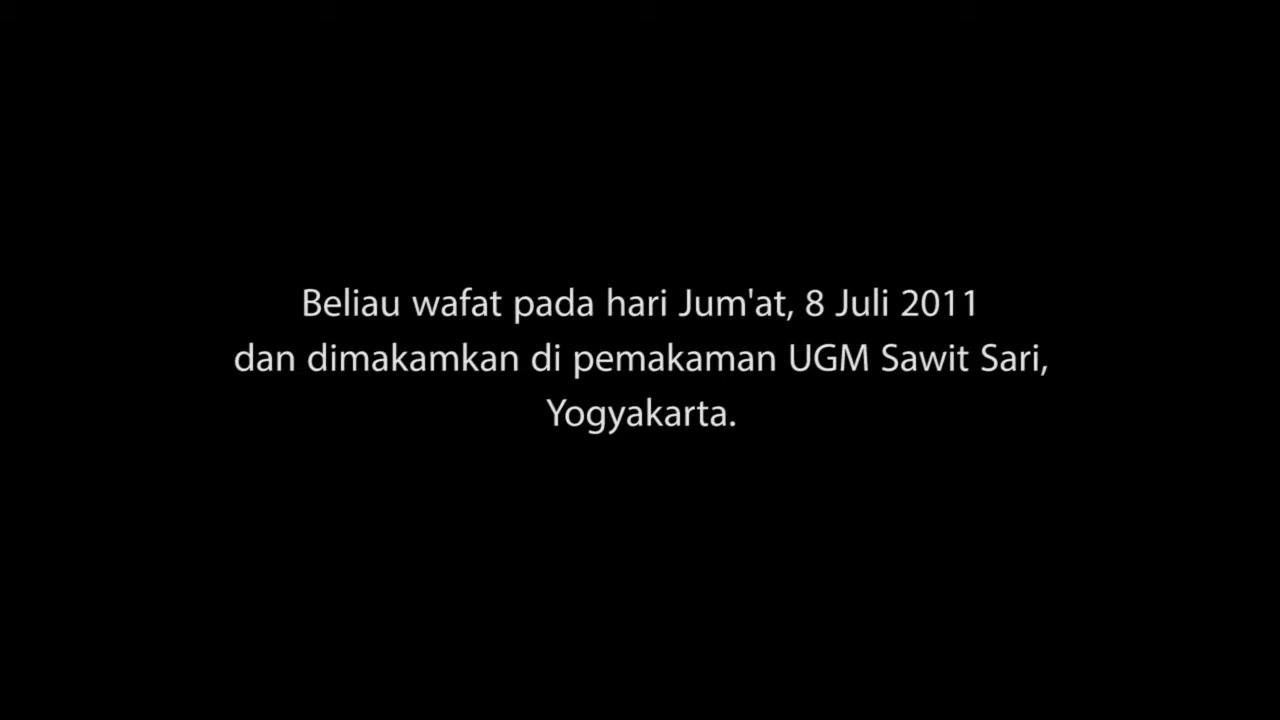 Beliau wafat pada hari Jum'at, 8 Juli 2011
dan dimakamkan di pemakaman UGM Sawit Sari,
Yogyakarta.